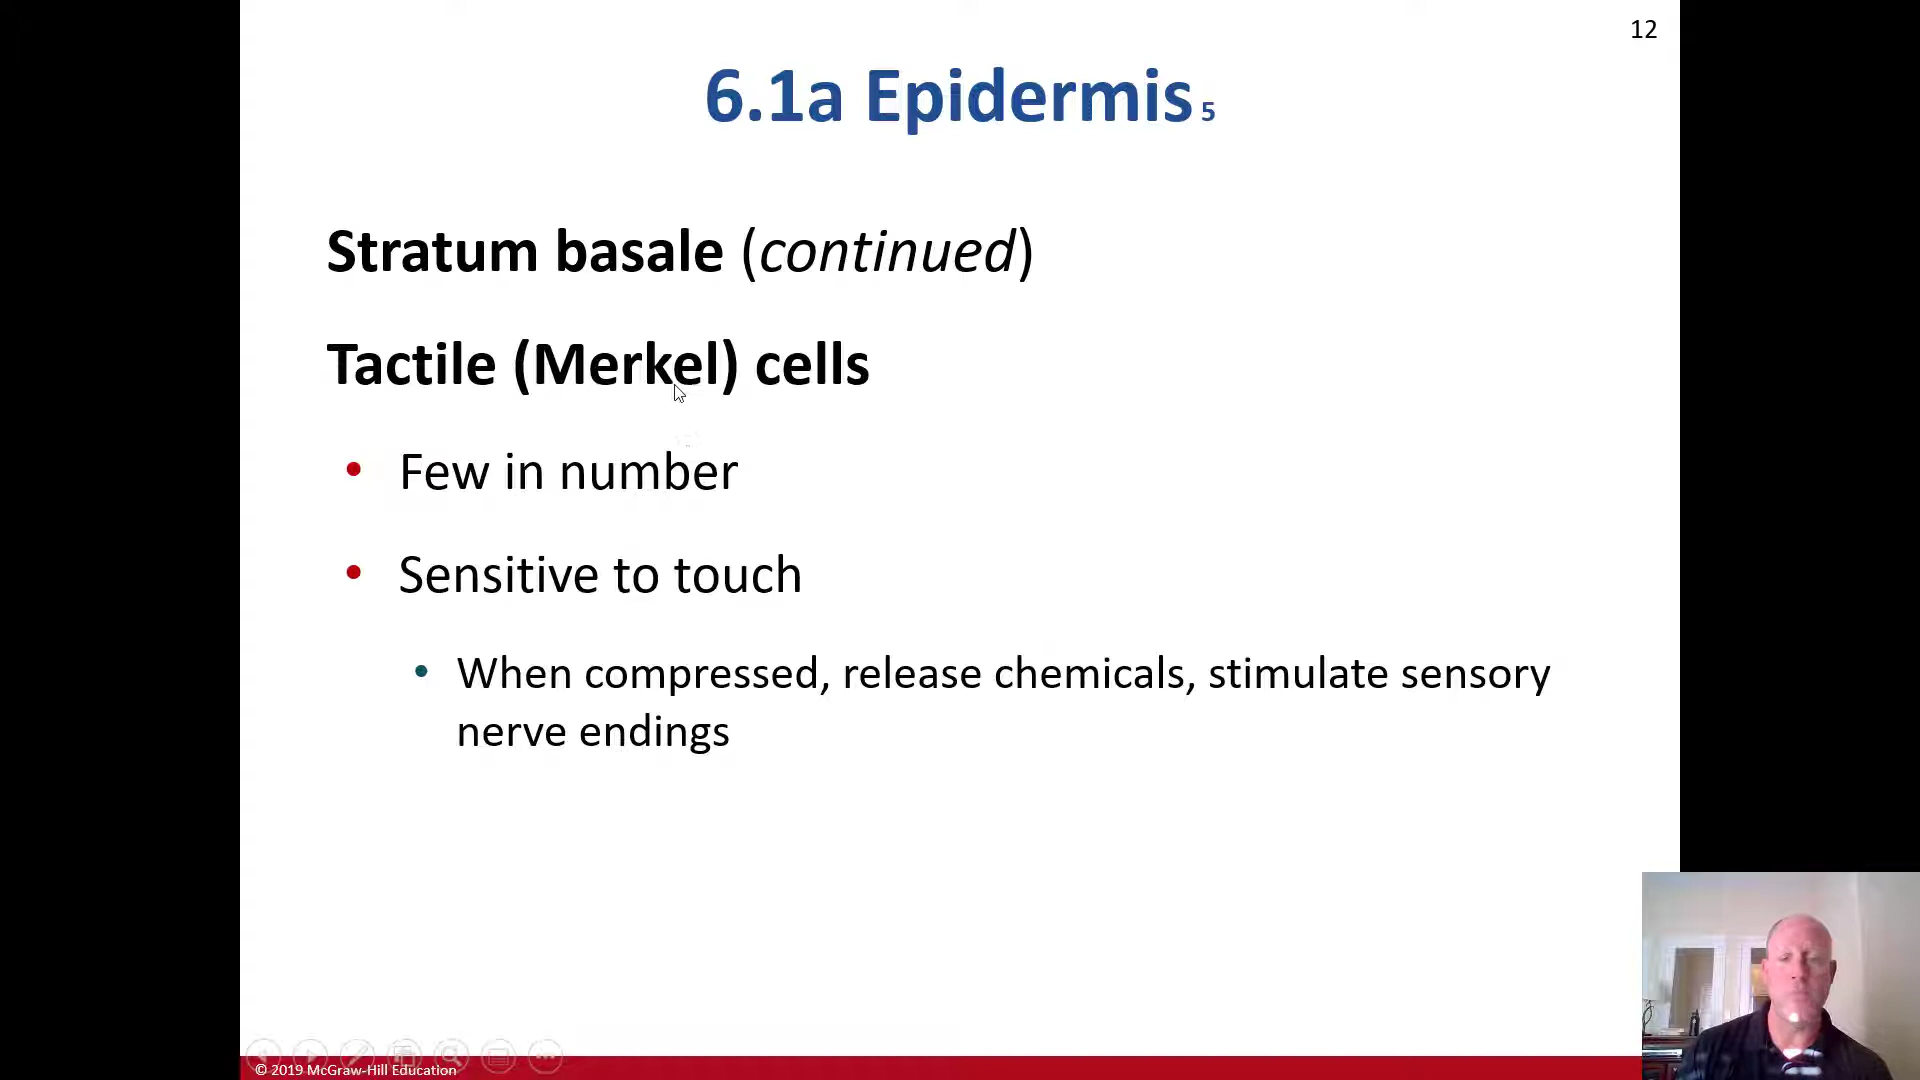 12
6.1a Epidermis 5
Stratum basale (continued)
Tactile (Merkel) cells
• Few in number
• Sensitive to touch
• When compressed, release chemicals, stimulate sensory
nerve endings
© 2019 McGraw-Hill Education